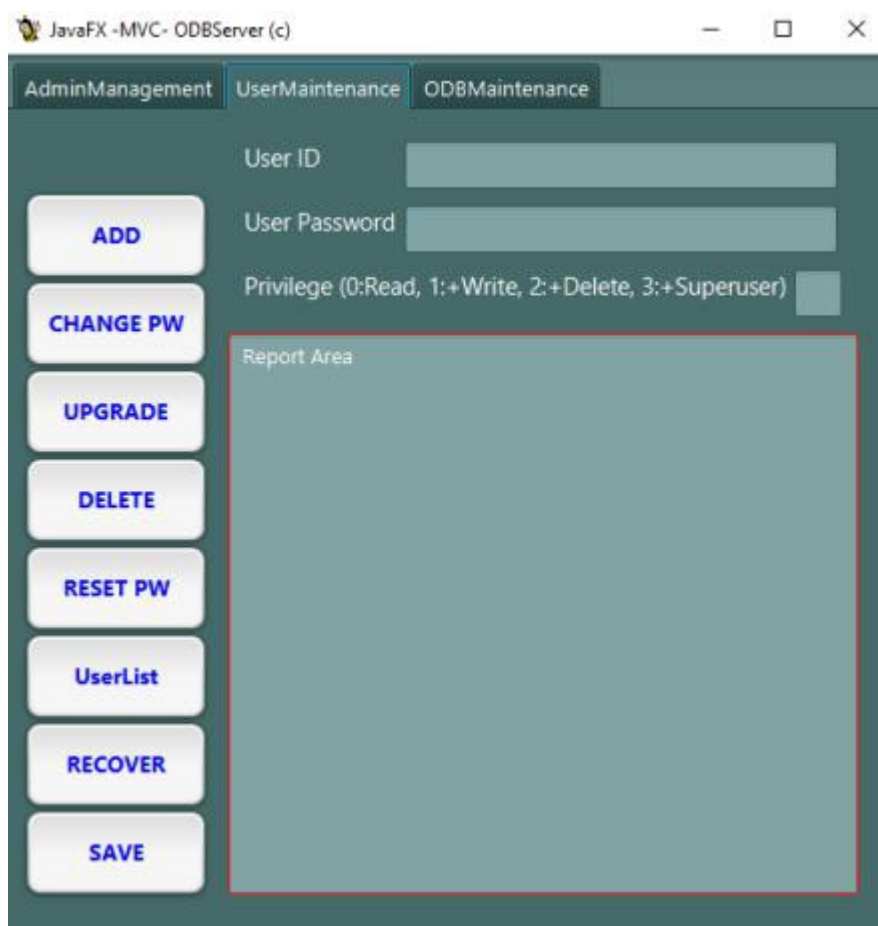 JavaFX -MVC- ODBServer (c)
AdminManagement UserMaintenance ODBMaintenance
User ID
User Password
Privilege (0:Read, 1:+Write, 2:+Delete, 3:+Superuser)
Report Area
ADD
CHANGE PW
UPGRADE
DELETE
RESET PW
UserList
RECOVER
SAVE